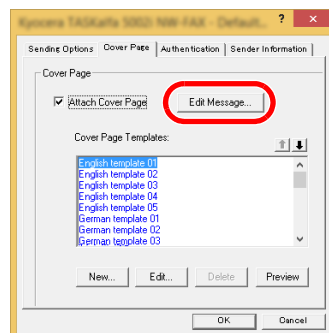 Kyocera TASKalfa 5002i NW-FAX - Default... ?
Sending Options Cover Page Authentication Sender Information
Cover Page
Attach Cover Page Edit Message...
Cover Page Templates:
English template 01
English template 02
English template 03
English template 04
English template 05
German template 01
German template 02
German template 03
New... Edit... Delete Preview
OK Cancel